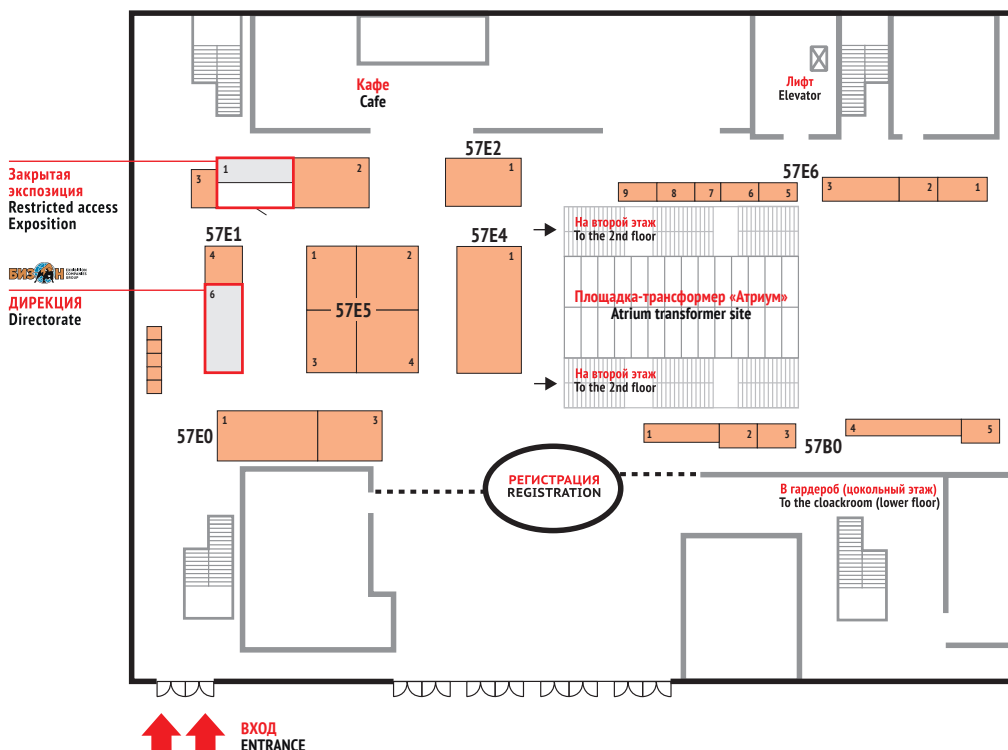 Кафе
Cafe
Лифт
Elevator
57E2
57E6
1
2
3
1
9
8
7
6
5
3
2
1
Закрытая
экспозиция
Restricted access
Exposition
На второй этаж
To the 2nd floor
57E1
57E4
4
1
2
1
БИЗОН
ДИРЕКЦИЯ
Directorate
6
57E5
Площадка-трансформер «Атриум»
Atrium transformer site
3
4
На второй этаж
To the 2nd floor
57E0
1
3
1
2
3
4
5
57B0
РЕГИСТРАЦИЯ
REGISTRATION
В гардероб (цокольный этаж)
To the cloackroom (lower floor)
ВХОД
ENTRANCE